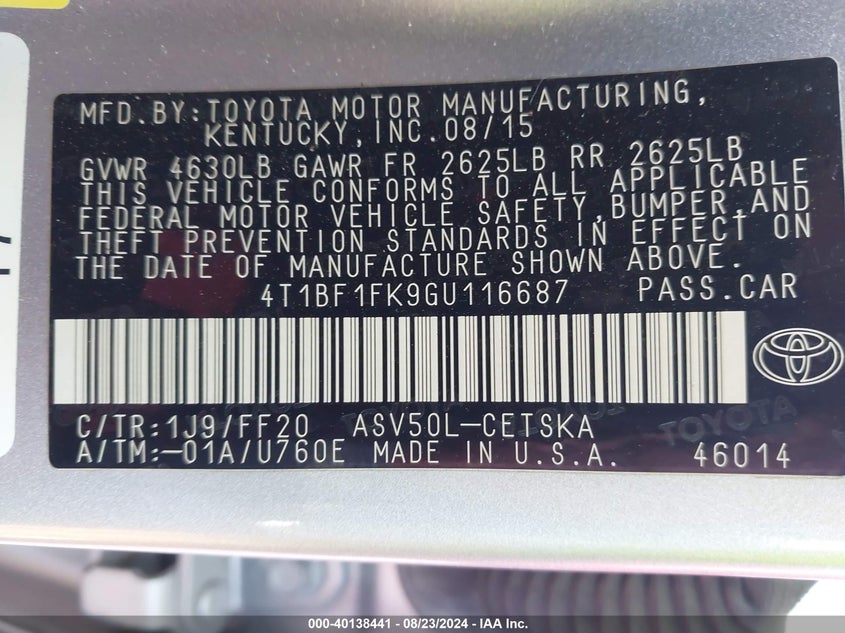 MFD.BY:TOYOTA MOTOR MANUFACTURING,
KENTUCKY,INC.08/15
GVWR 4630LB GAWR FR 2625LB RR 2625LB
THIS VEHICLE CONFORMS TO ALL APPLICABLE
FEDERAL MOTOR VEHICLE SAFETY,BUMPER,AND
THEFT PREVENTION STANDARDS IN EFFECT ON
THE DATE OF MANUFACTURE SHOWN ABOVE.
4T1BF1FK9GU116687 PASS.CAR
C/TR:1J9/FF20 ASV50L-CETSKA
A/TM:-01A/U760E MADE IN U.S.A. 46014
TOYOTA
000-40138441 - 08/23/2024 - IAA Inc.